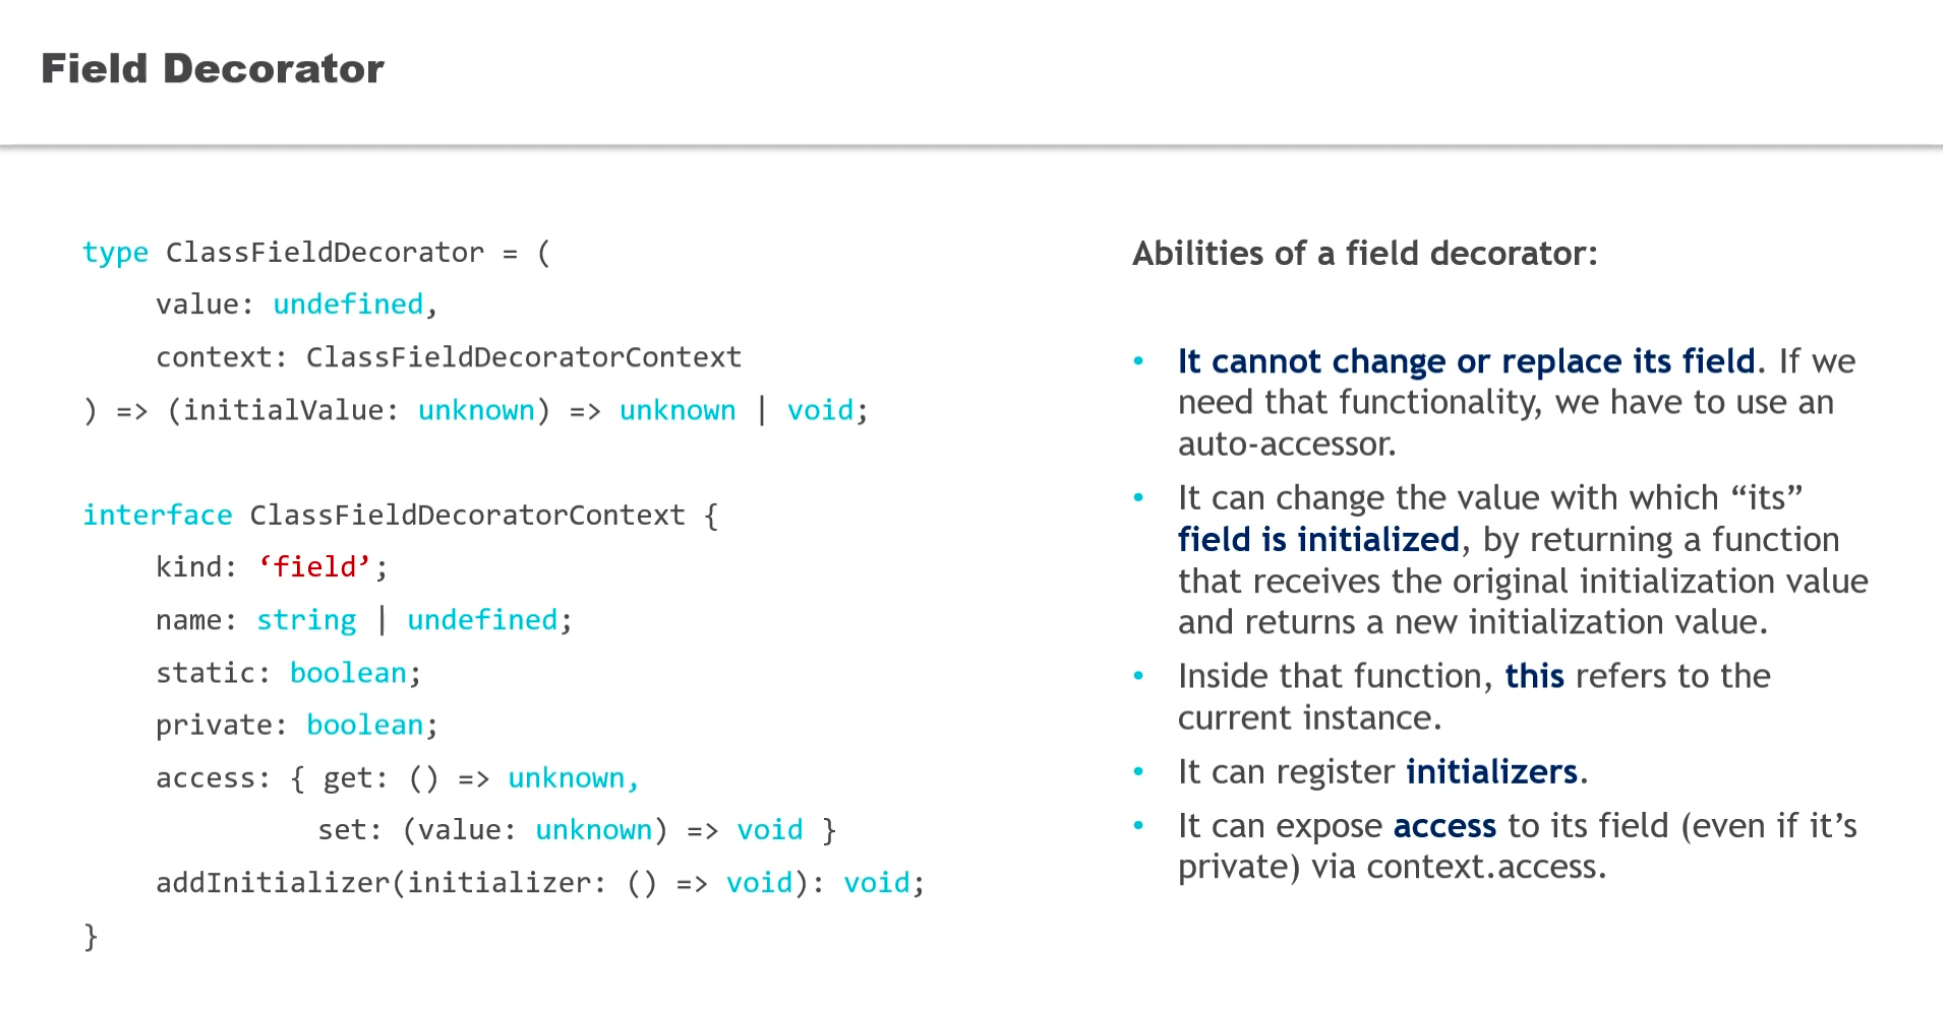 Field Decorator
type ClassFieldDecorator = (
value: undefined,
context: ClassFieldDecoratorContext
) => (initialValue: unknown) => unknown | void;
interface ClassFieldDecoratorContext {
kind: ‘field’;
name: string | undefined;
static: boolean;
private: boolean;
access: { get: () => unknown,
set: (value: unknown) => void }
addInitializer(initializer: () => void): void;
}
Abilities of a field decorator:
• It cannot change or replace its field. If we
need that functionality, we have to use an
auto-accessor.
• It can change the value with which “its”
field is initialized, by returning a function
that receives the original initialization value
and returns a new initialization value.
• Inside that function, this refers to the
current instance.
• It can register initializers.
• It can expose access to its field (even if it’s
private) via context.access.